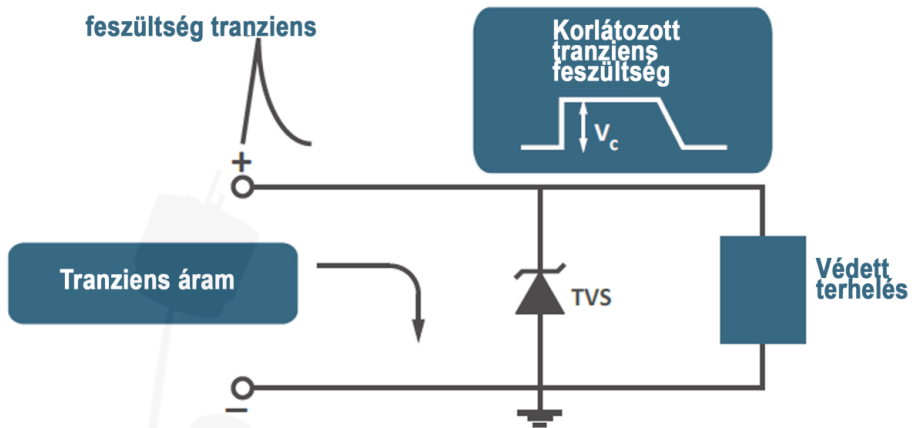 feszültség tranziens
Korlátozott
tranziens
feszültség
Vc
+
Tranziens áram
TVS
Védett
terhelés
−